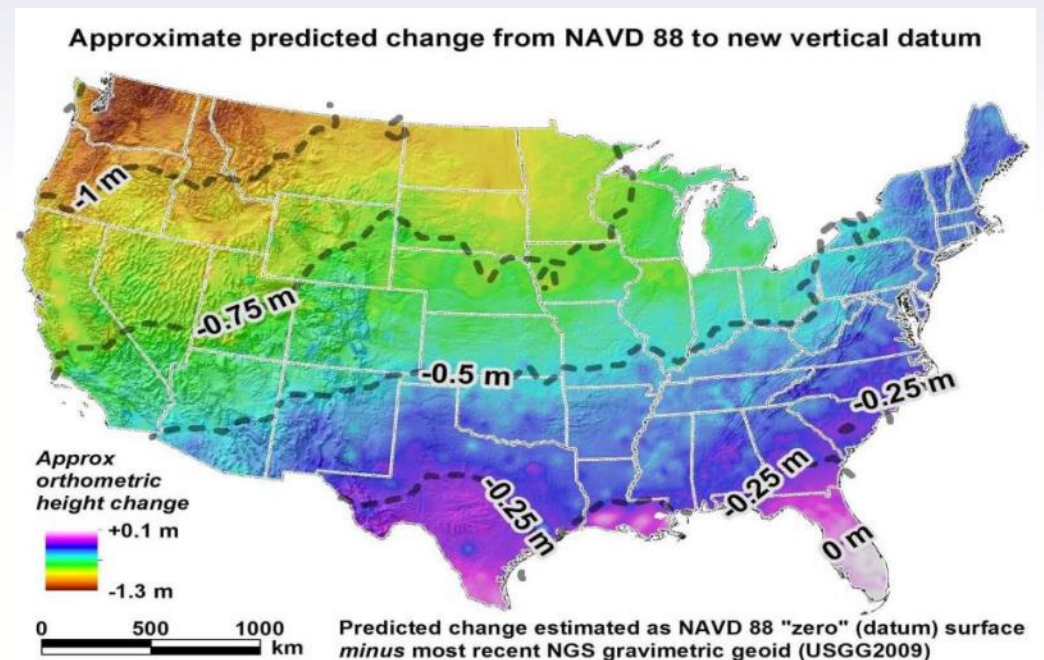 Approximate predicted change from NAVD 88 to new vertical datum
-1 m
-0.75 m
-0.5 m
-0.25 m
-0.25 m
-0.25 m
0 m
Approx
orthometric
height change
+0.1 m
-1.3 m
0 500 1000
km
Predicted change estimated as NAVD 88 "zero" (datum) surface
minus most recent NGS gravimetric geoid (USGG2009)